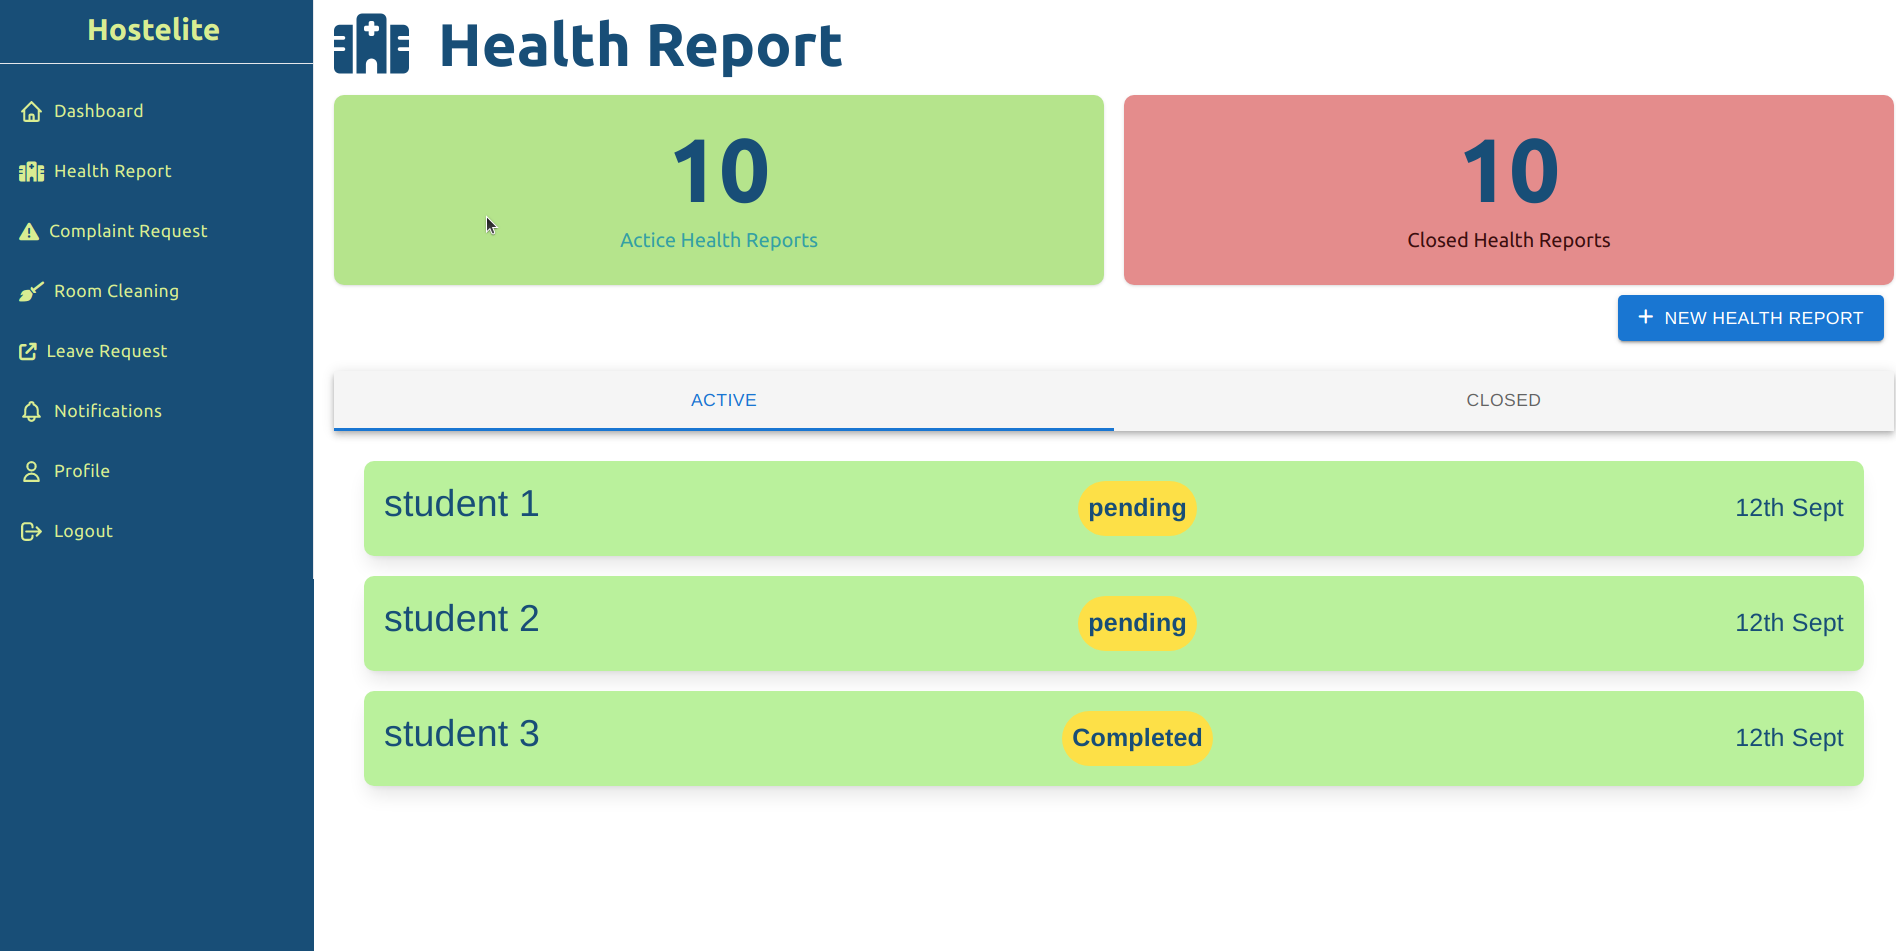 Hostelite
Dashboard
Health Report
Complaint Request
Room Cleaning
Leave Request
Notifications
Profile
Logout
Health Report
10
Actice Health Reports
10
Closed Health Reports
+ NEW HEALTH REPORT
ACTIVE
CLOSED
student 1 pending 12th Sept
student 2 pending 12th Sept
student 3 Completed 12th Sept